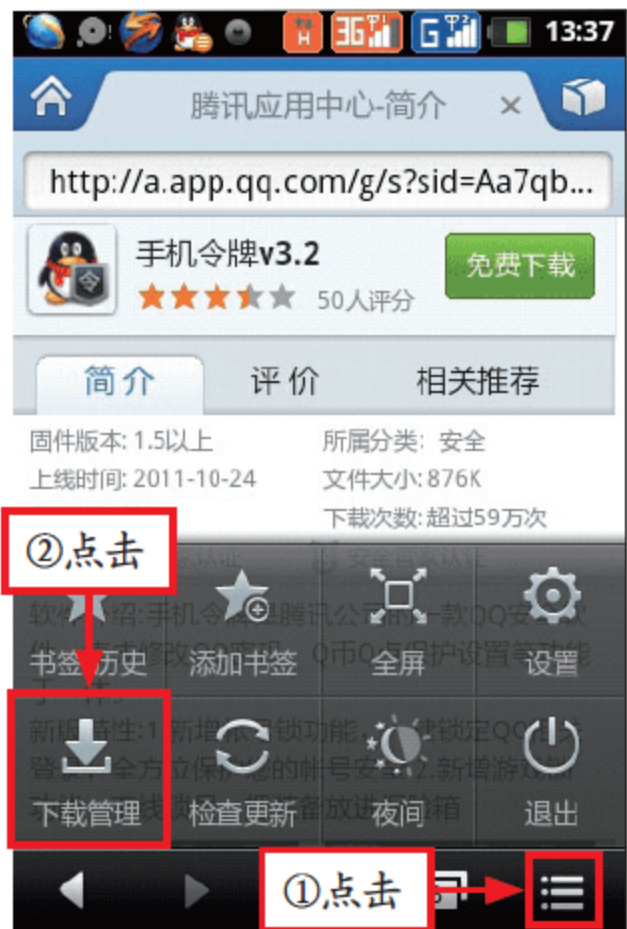 H 3G 1 G 2 13:37
腾讯应用中心-简介 ×
http://a.app.qq.com/g/s?sid=Aa7qb...
手机令牌v3.2
免费下载
50人评分
简介 评价 相关推荐
固件版本: 1.5以上 所属分类: 安全
上线时间: 2011-10-24 文件大小: 876K
下载次数: 超过59万次
②点击
书签/历史 添加书签 全屏 设置
下载管理 检查更新 夜间 退出
①点击